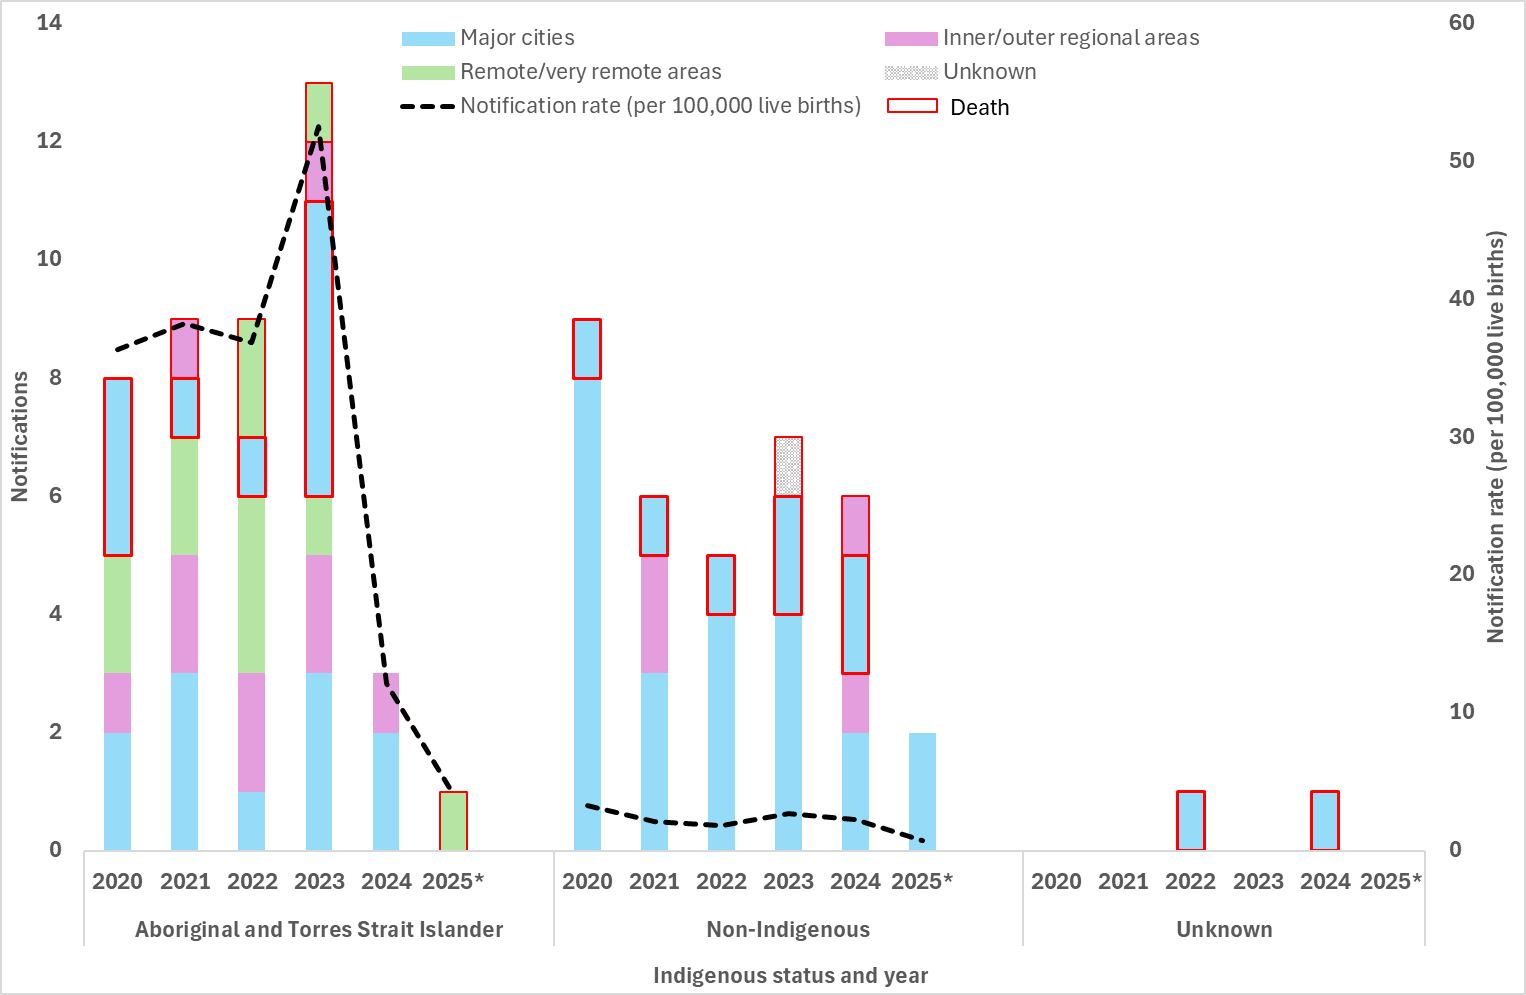 14
12
10
8
6
4
2
0
Notifications
Major cities
Inner/outer regional areas
Remote/very remote areas
Unknown
Notification rate (per 100,000 live births)
Death
60
50
40
30
20
10
0
Notification rate (per 100,000 live births)
2020 2021 2022 2023 2024 2025* 2020 2021 2022 2023 2024 2025* 2020 2021 2022 2023 2024 2025*
Aboriginal and Torres Strait Islander Non-Indigenous Unknown
Indigenous status and year